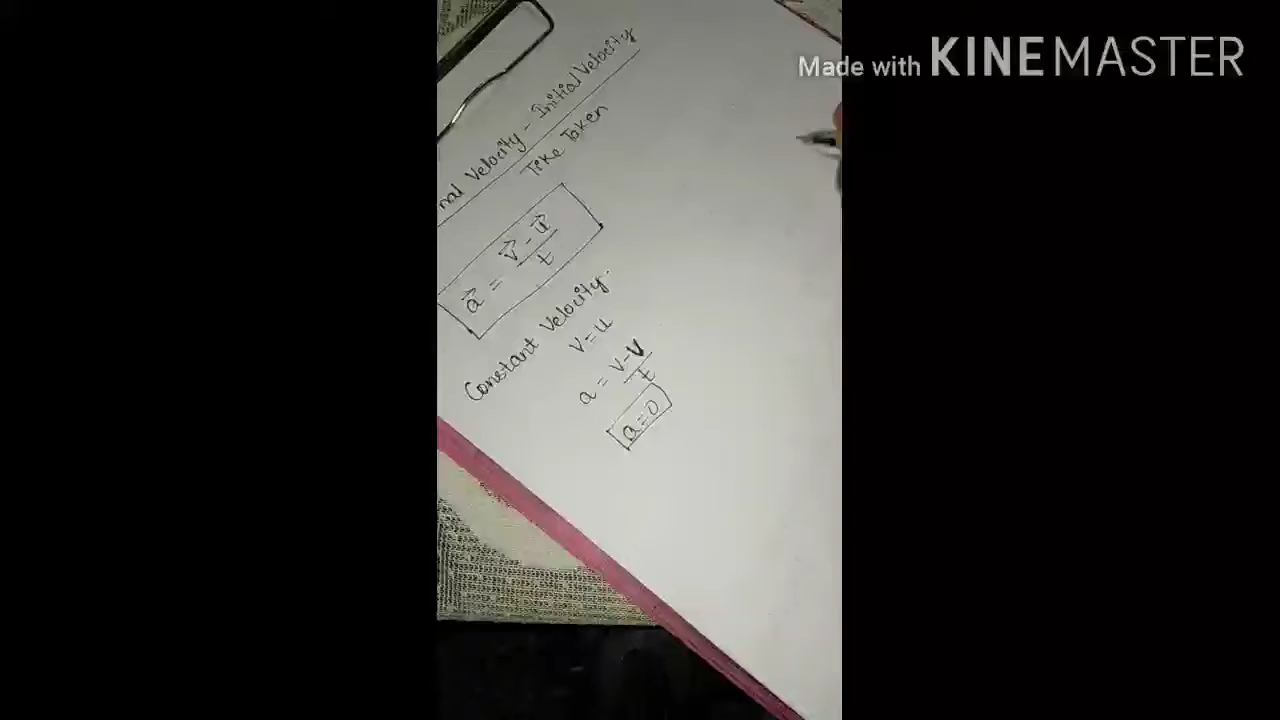 nal Velocity - Initial Velocity
Time Taken
a⃗ = v⃗ - u⃗ / t
Constant Velocity.
v = u
a = v - v / t
a = 0
Made with KINEMASTER